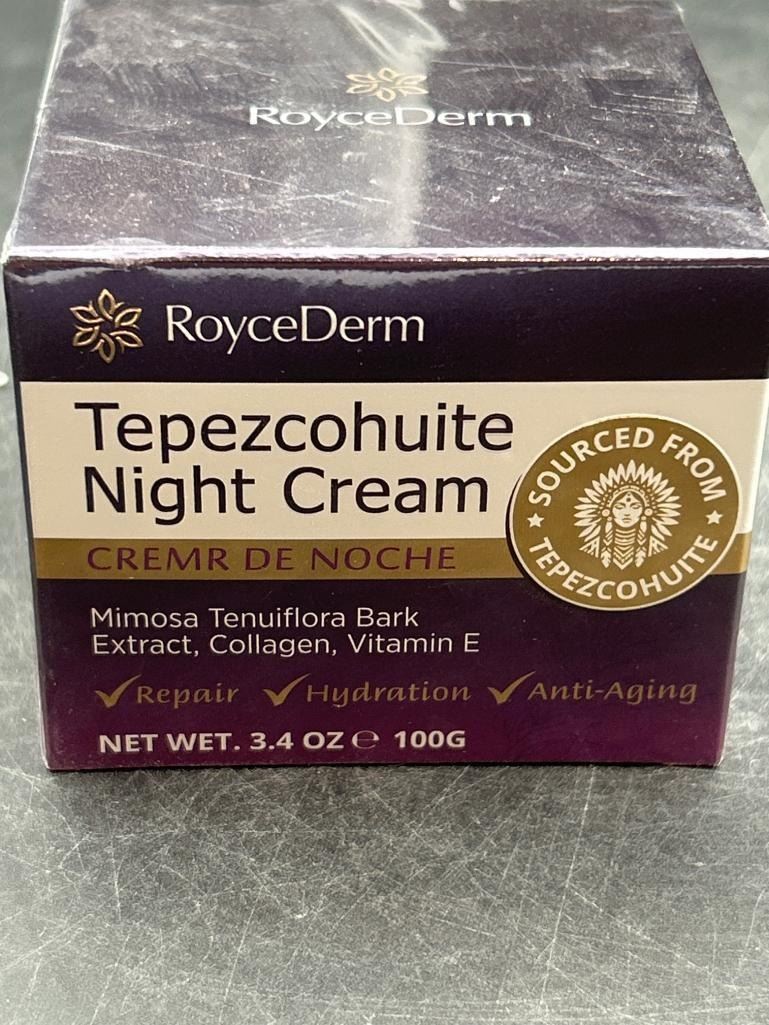 RoyceDerm
RoyceDerm
Tepezcohuite
Night Cream
CREMR DE NOCHE
SOURCED FROM
TEPEZCOHUITE
Mimosa Tenuiflora Bark
Extract, Collagen, Vitamin E
Repair Hydration Anti-Aging
NET WET. 3.4 OZ ℮ 100G